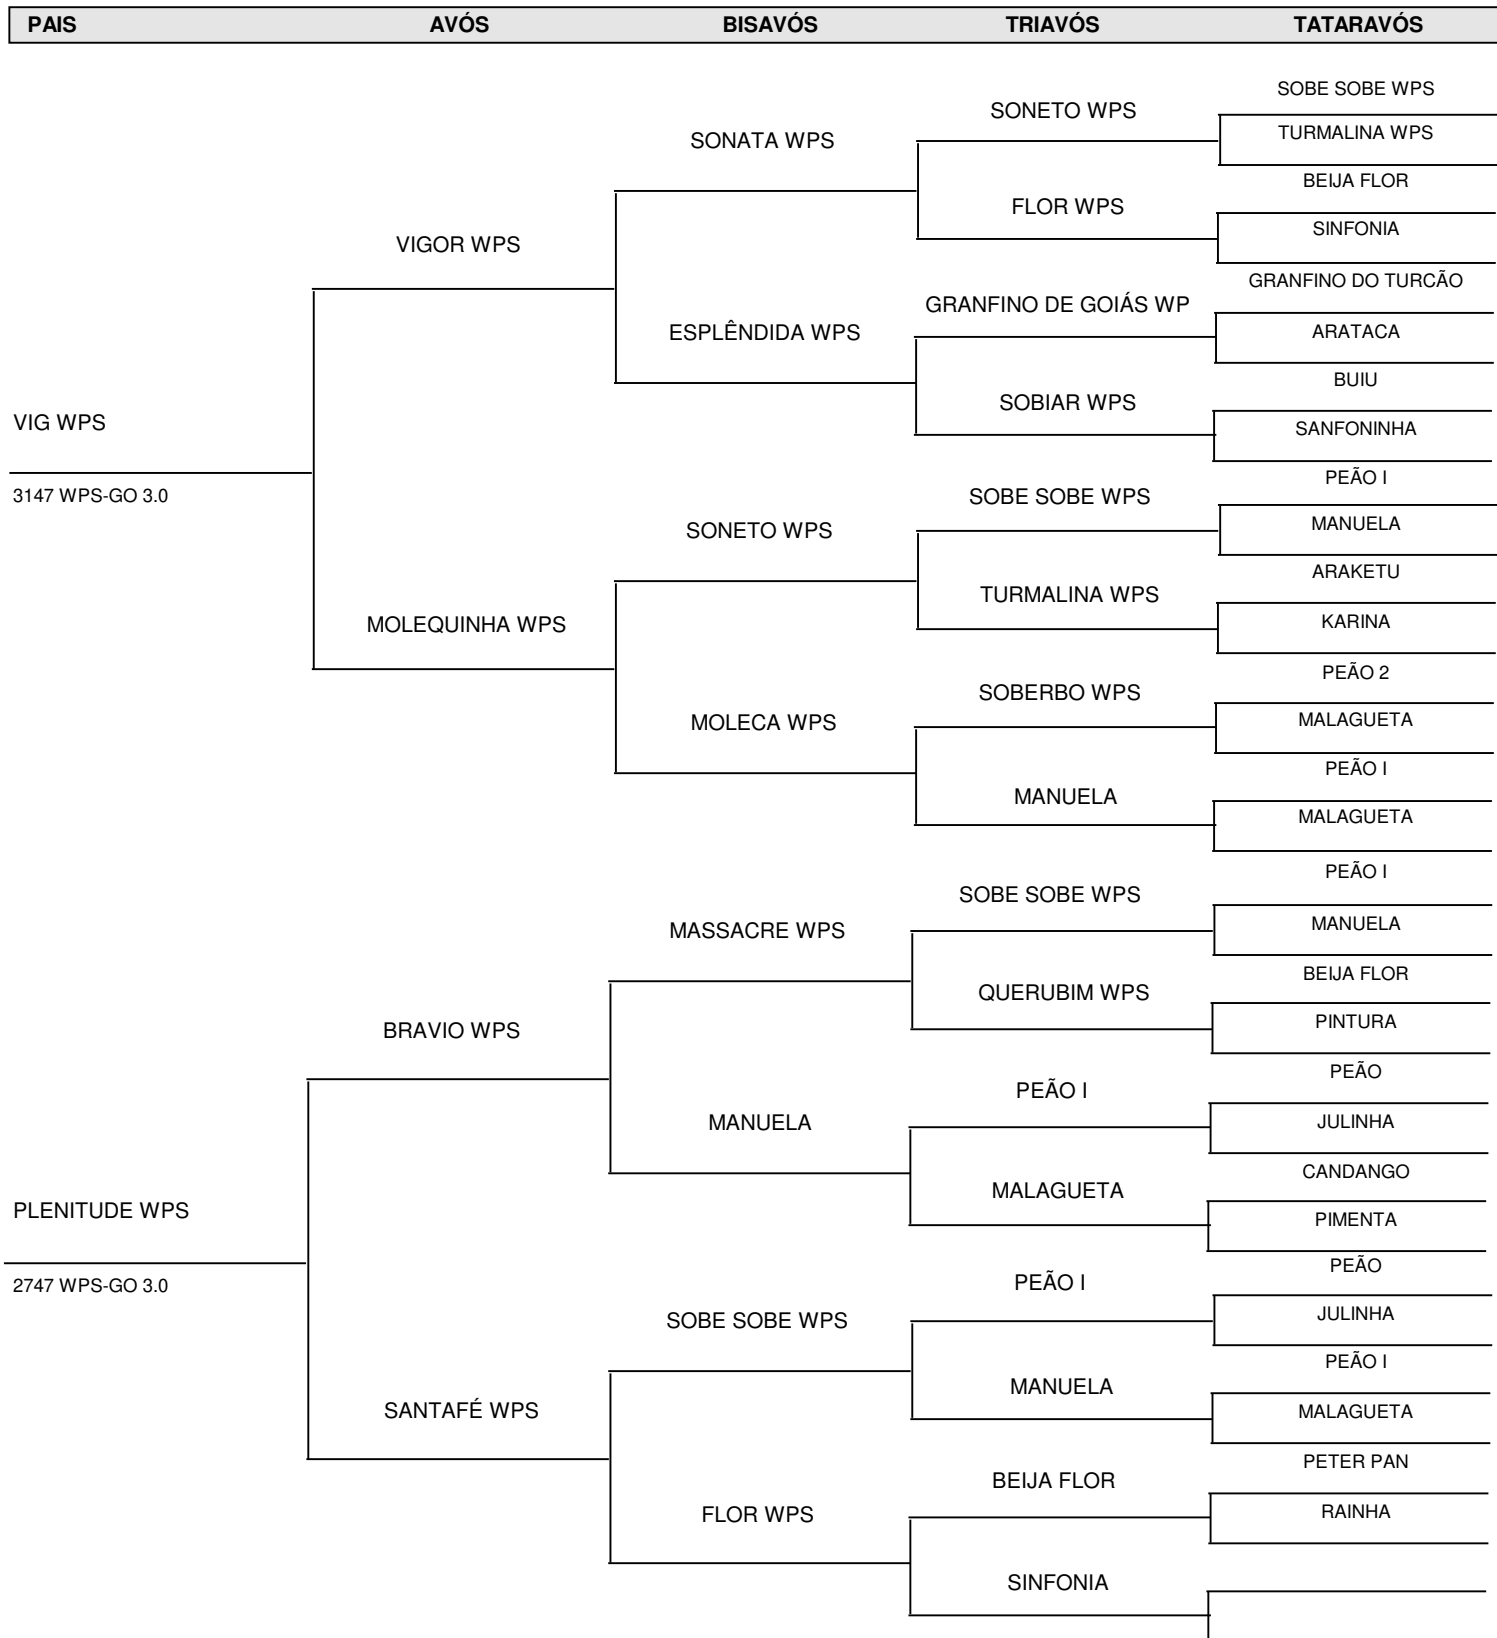 PAIS AVÓS BISAVÓS TRIAVÓS TATARAVÓS
SOBE SOBE WPS
SONETO WPS
TURMALINA WPS
SONATA WPS
BEIJA FLOR
FLOR WPS
SINFONIA
VIGOR WPS
GRANFINO DO TURCÃO
GRANFINO DE GOIÁS WP
ARATACA
ESPLÊNDIDA WPS
BUIU
SOBIAR WPS
SANFONINHA
VIG WPS
3147 WPS-GO 3.0
PEÃO I
SOBE SOBE WPS
MANUELA
SONETO WPS
ARAKETU
TURMALINA WPS
KARINA
MOLEQUINHA WPS
PEÃO 2
SOBERBO WPS
MALAGUETA
MOLECA WPS
PEÃO I
MANUELA
MALAGUETA
PEÃO I
SOBE SOBE WPS
MANUELA
MASSACRE WPS
BEIJA FLOR
QUERUBIM WPS
PINTURA
BRAVIO WPS
PEÃO
PEÃO I
JULINHA
MANUELA
CANDANGO
MALAGUETA
PIMENTA
PLENITUDE WPS
2747 WPS-GO 3.0
PEÃO
PEÃO I
JULINHA
SOBE SOBE WPS
PEÃO I
MANUELA
MALAGUETA
SANTAFÉ WPS
PETER PAN
BEIJA FLOR
RAINHA
FLOR WPS
SINFONIA